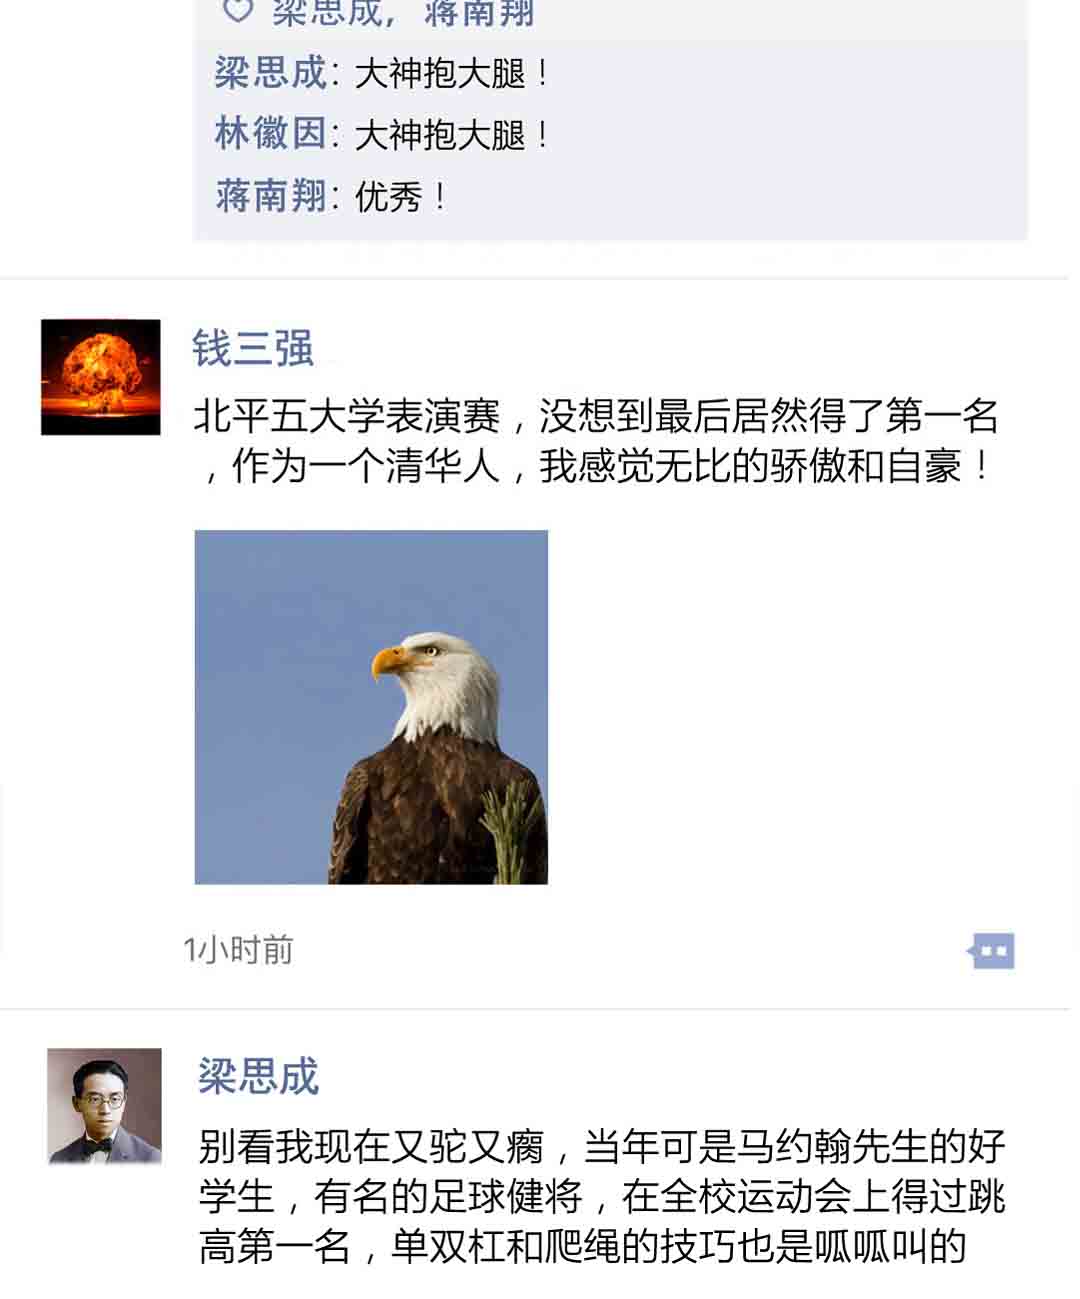 梁思成，蒋南翔
梁思成：大神抱大腿！
林徽因：大神抱大腿！
蒋南翔：优秀！
钱三强
北平五大学表演赛，没想到最后居然得了第一名
，作为一个清华人，我感觉无比的骄傲和自豪！
1小时前
梁思成
别看我现在又驼又瘸，当年可是马约翰先生的好
学生，有名的足球健将，在全校运动会上得过跳
高第一名，单双杠和爬绳的技巧也是呱呱叫的